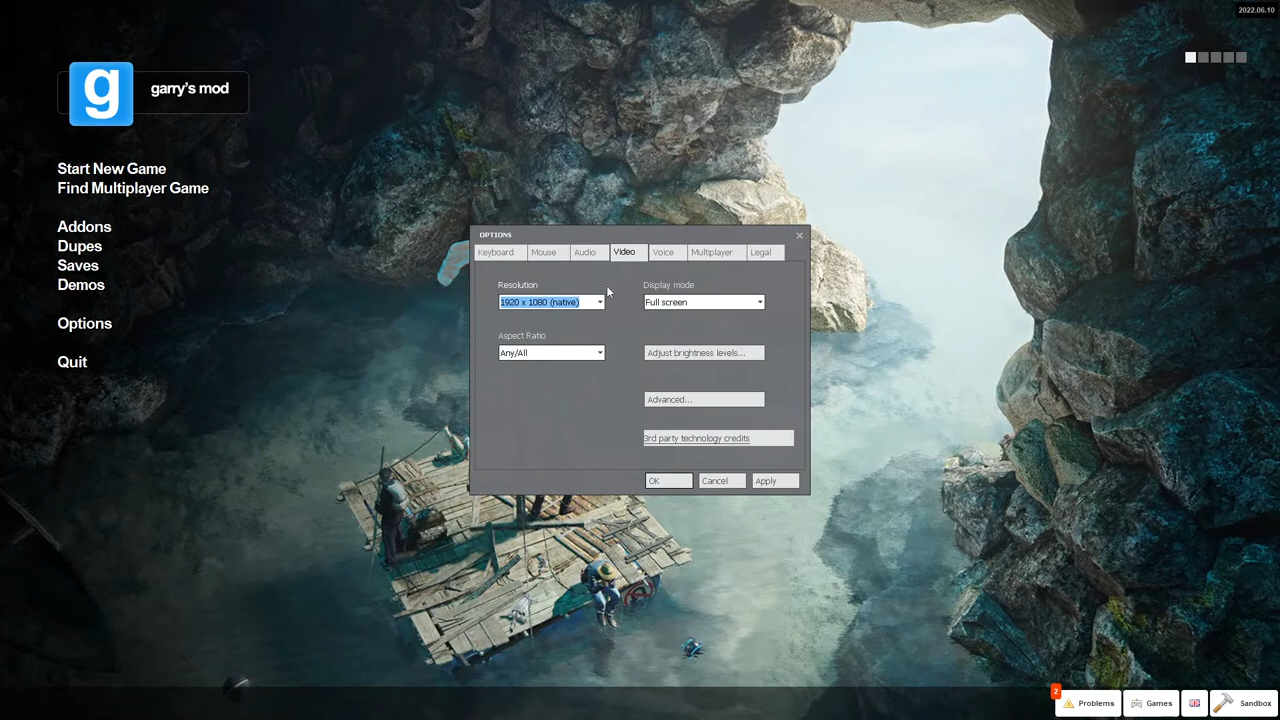 2022.06.10
g
garry's mod
Start New Game
Find Multiplayer Game
Addons
Dupes
Saves
Demos
Options
Quit
OPTIONS
Keyboard Mouse Audio Video Voice Multiplayer Legal
Resolution Display mode
1920 x 1080 (native) Full screen
Aspect Ratio
Any/All Adjust brightness levels...
Advanced...
3rd party technology credits
OK Cancel Apply
2
Problems Games Sandbox